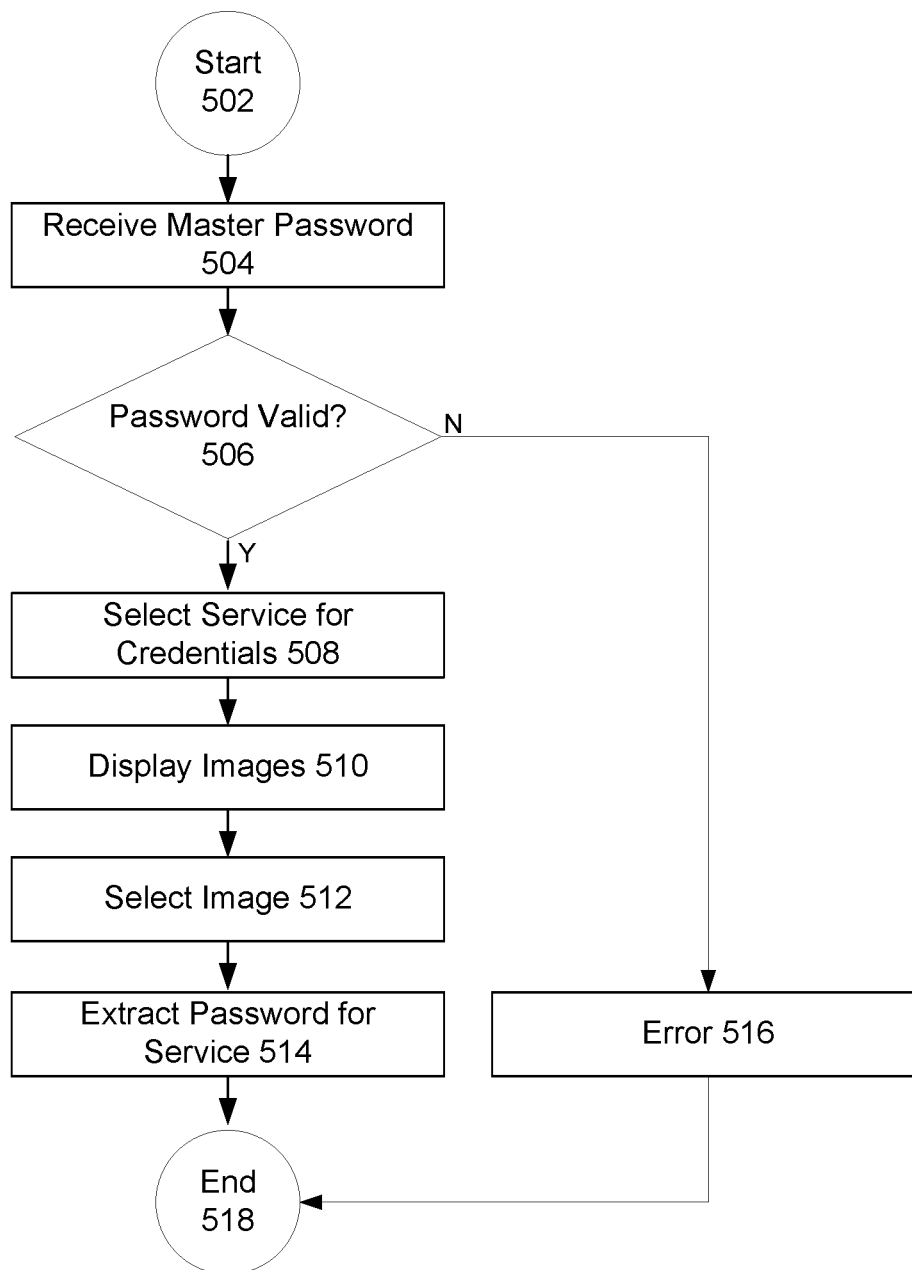 Start
502
Receive Master Password
504
Password Valid?
506
N
Y
Select Service for
Credentials 508
Display Images 510
Select Image 512
Extract Password for
Service 514
Error 516
End
518